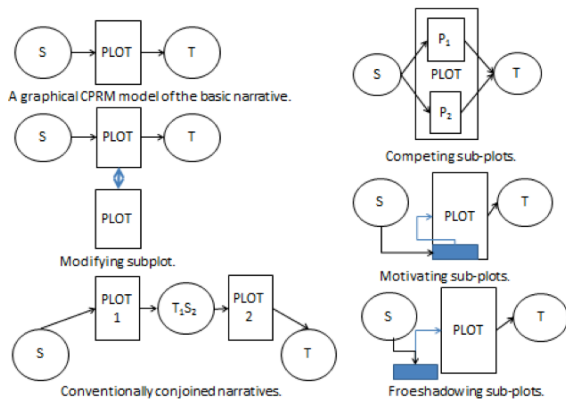 S PLOT T
A graphical CPRM model of the basic narrative.
S PLOT T
PLOT
Modifying subplot.
PLOT 1 T₁S₂ PLOT 2
S T
Conventionally conjoined narratives.
P₁
S PLOT T
P₂
Competing sub-plots.
S PLOT T
Motivating sub-plots.
S PLOT T
Froeshadowing sub-plots.